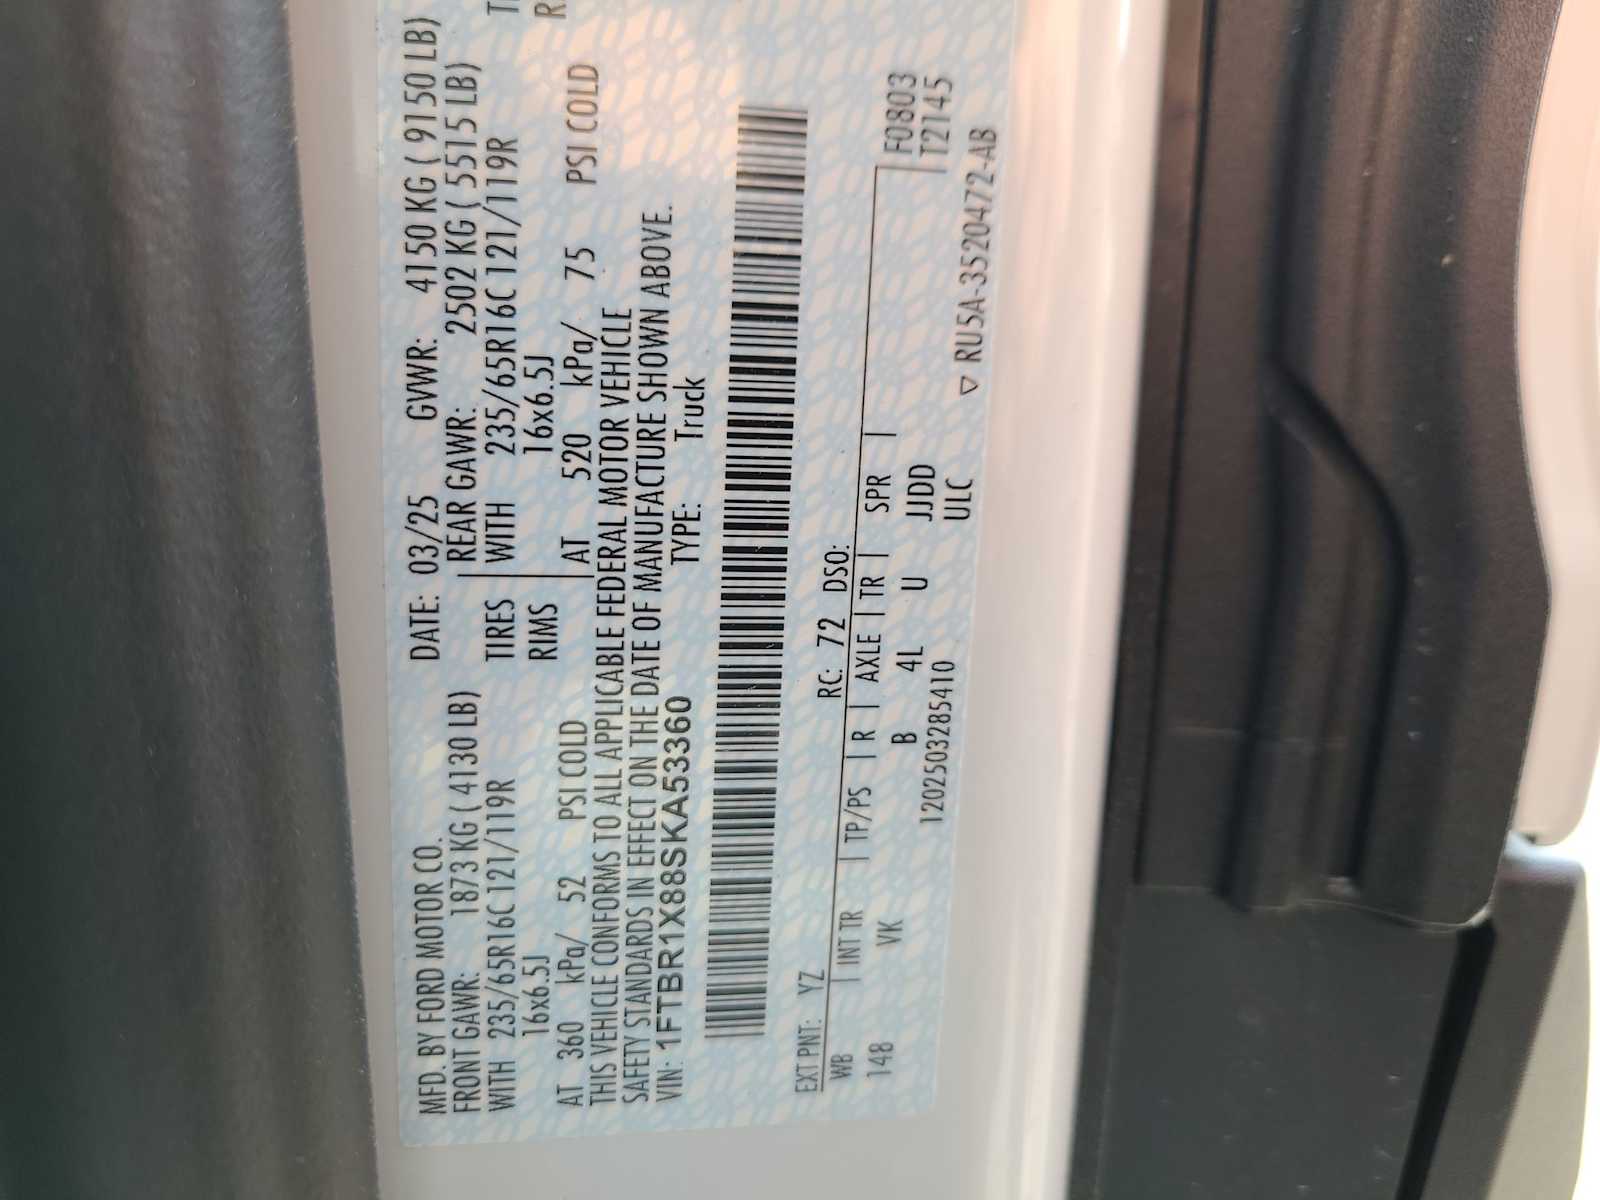 MFD. BY FORD MOTOR CO. DATE: 03/25 GVWR: 4150 KG ( 9150 LB)
FRONT GAWR: 1873 KG ( 4130 LB) REAR GAWR: 2502 KG ( 5515 LB)
WITH 235/65R16C 121/119R TIRES WITH 235/65R16C 121/119R
16x6.5J RIMS 16x6.5J
AT 360 kPa/ 52 PSI COLD AT 520 kPa/ 75 PSI COLD
THIS VEHICLE CONFORMS TO ALL APPLICABLE FEDERAL MOTOR VEHICLE
SAFETY STANDARDS IN EFFECT ON THE DATE OF MANUFACTURE SHOWN ABOVE.
VIN: 1FTBR1X88SKA53360 TYPE: Truck
EXT PNT: YZ RC: 72 DSO:
WB | INT TR | TP/PS | R | AXLE | TR | SPR | F0803
148 VK B 4L U JJDD T2145
12025032854​10 ULC
▽ RU5A-3520472-AB